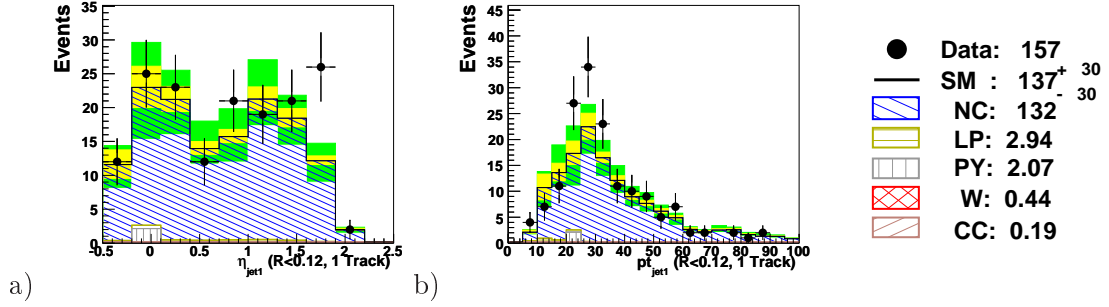 Events
35
30
25
20
15
10
5
0
-0.5 0 0.5 1 1.5 2 2.5
η_jet1 (R<0.12, 1 Track)
a)
Events
45
40
35
30
25
20
15
10
5
0
0 10 20 30 40 50 60 70 80 90 100
pt_jet1 (R<0.12, 1 Track)
b)
Data: 157
SM : 137 + 30 - 30
NC: 132
LP: 2.94
PY: 2.07
W: 0.44
CC: 0.19